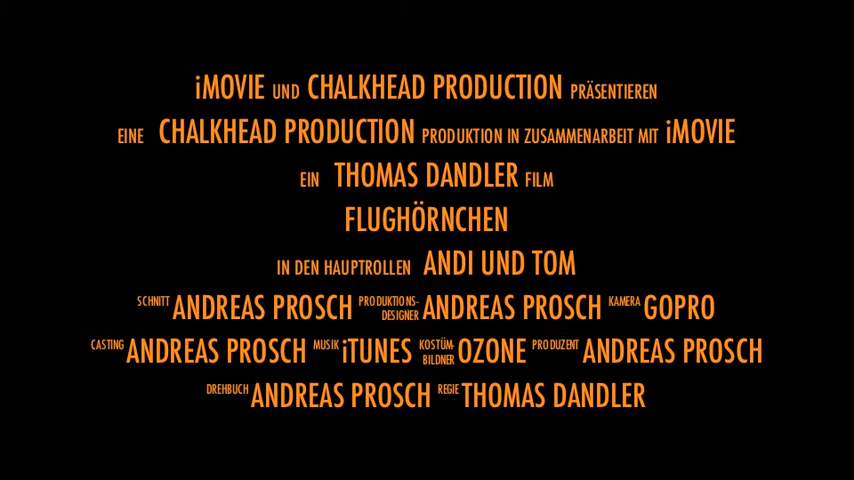 iMOVIE UND CHALKHEAD PRODUCTION PRÄSENTIEREN
EINE CHALKHEAD PRODUCTION PRODUKTION IN ZUSAMMENARBEIT MIT iMOVIE
EIN THOMAS DANDLER FILM
FLUGHÖRNCHEN
IN DEN HAUPTROLLEN ANDI UND TOM
SCHNITT ANDREAS PROSCH PRODUKTIONS-DESIGNER ANDREAS PROSCH KAMERA GOPRO
CASTING ANDREAS PROSCH MUSIK iTUNES KOSTÜM-BILDNER OZONE PRODUZENT ANDREAS PROSCH
DREHBUCH ANDREAS PROSCH REGIE THOMAS DANDLER